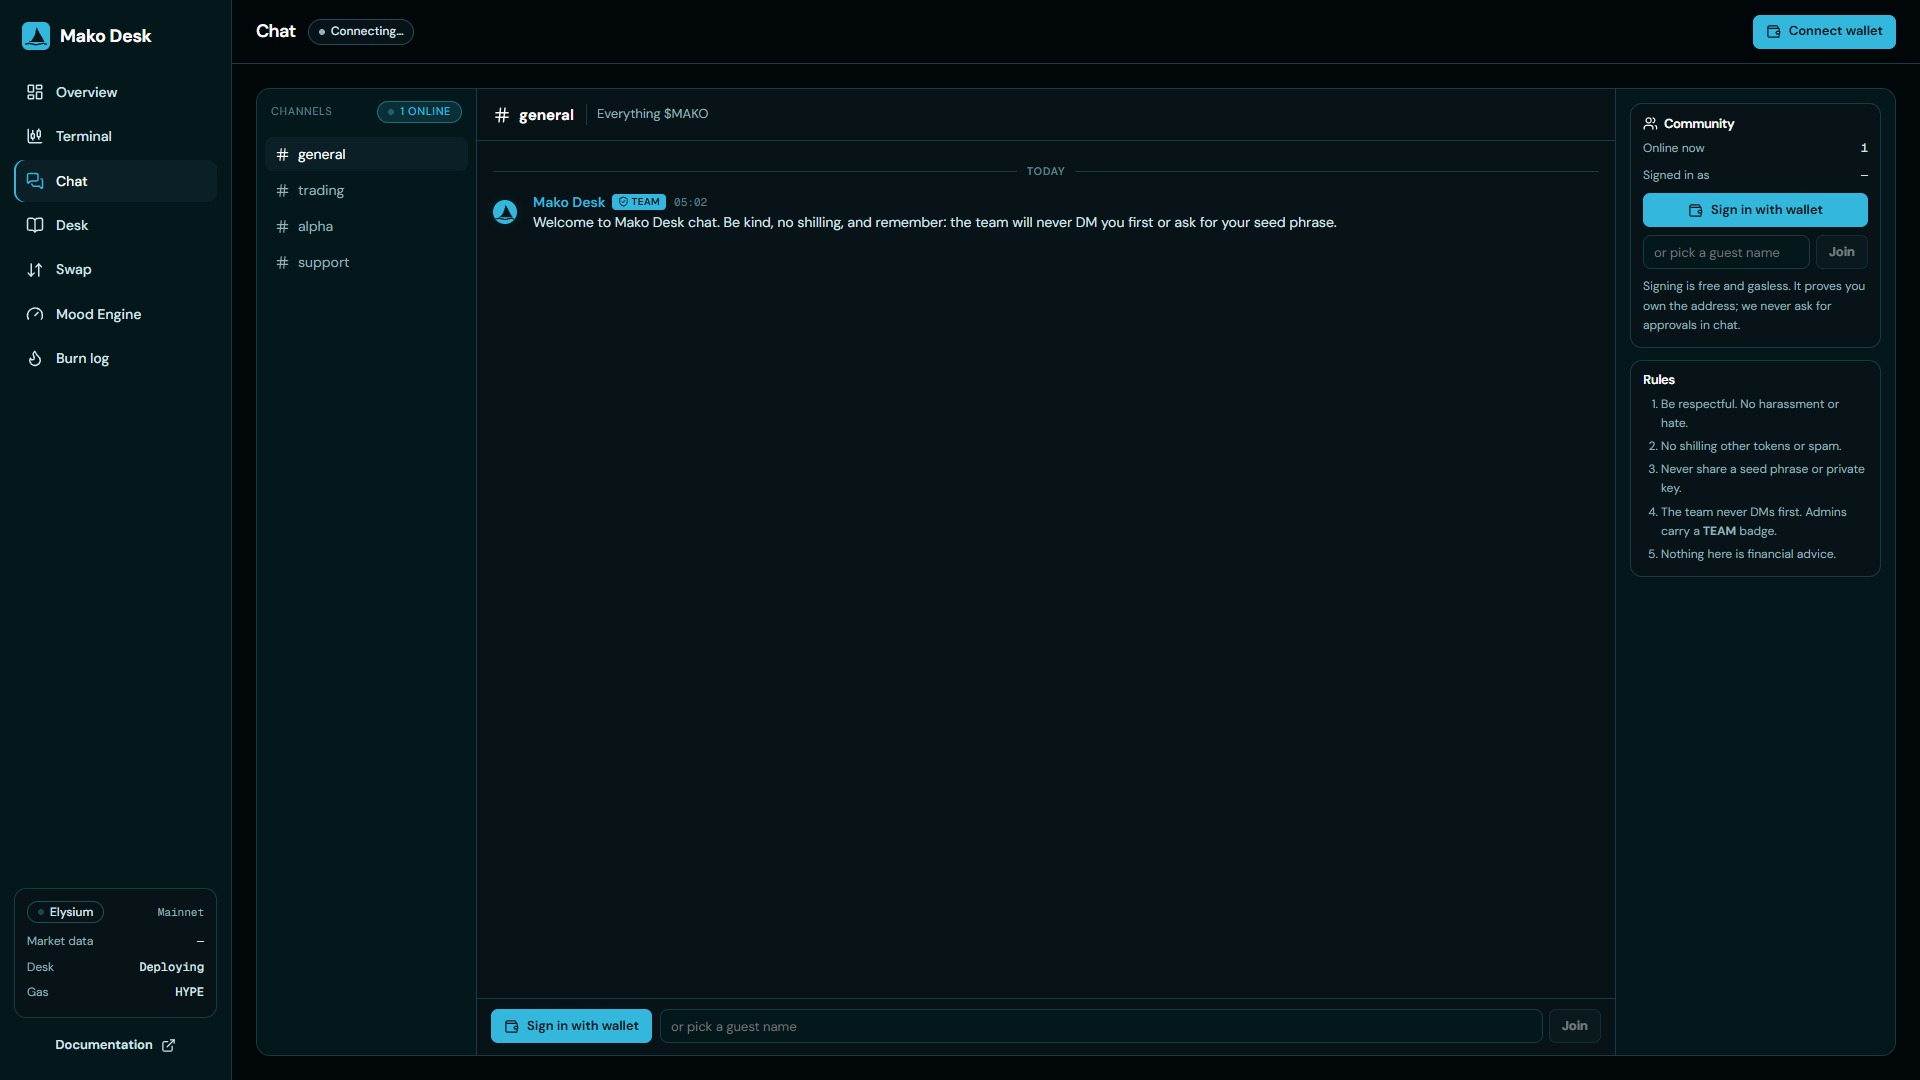 Mako Desk
Overview
Terminal
Chat
Desk
Swap
Mood Engine
Burn log
Elysium
Mainnet
Market data
–
Desk
Deploying
Gas
HYPE
Documentation
Chat
Connecting…
Connect wallet
CHANNELS
1 ONLINE
# general
# trading
# alpha
# support
# general
Everything $MAKO
TODAY
Mako Desk TEAM 05:02
Welcome to Mako Desk chat. Be kind, no shilling, and remember: the team will never DM you first or ask for your seed phrase.
Sign in with wallet
or pick a guest name
Join
Community
Online now
1
Signed in as
–
Sign in with wallet
or pick a guest name
Join
Signing is free and gasless. It proves you
own the address; we never ask for
approvals in chat.
Rules
1. Be respectful. No harassment or
hate.
2. No shilling other tokens or spam.
3. Never share a seed phrase or private
key.
4. The team never DMs first. Admins
carry a TEAM badge.
5. Nothing here is financial advice.